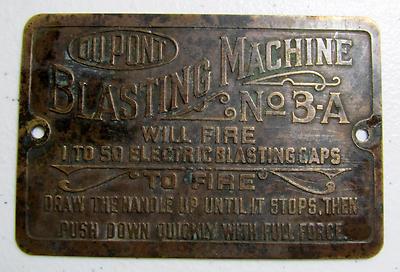 DU PONT
BLASTING MACHINE
No 3-A
WILL FIRE
1 TO 50 ELECTRIC BLASTING CAPS
TO FIRE
DRAW THE HANDLE UP UNTIL IT STOPS, THEN
PUSH DOWN QUICKLY WITH FULL FORCE.